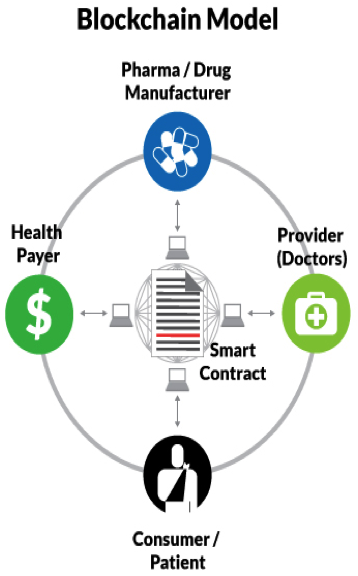 Blockchain Model
Pharma / Drug
Manufacturer
Health
Payer
Provider
(Doctors)
$
Smart
Contract
Consumer /
Patient